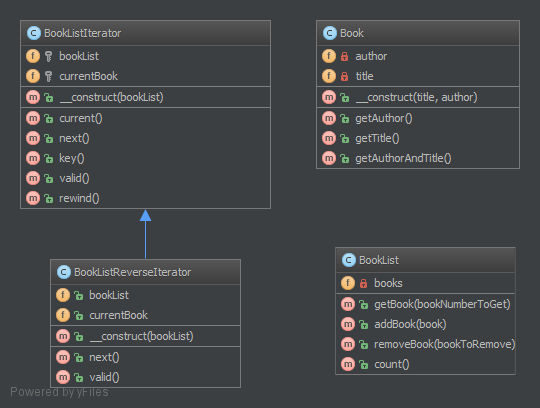 BookListIterator
bookList
currentBook
__construct(bookList)
current()
next()
key()
valid()
rewind()
Book
author
title
__construct(title, author)
getAuthor()
getTitle()
getAuthorAndTitle()
BookListReverseIterator
bookList
currentBook
__construct(bookList)
next()
valid()
BookList
books
getBook(bookNumberToGet)
addBook(book)
removeBook(bookToRemove)
count()
Powered by yFiles